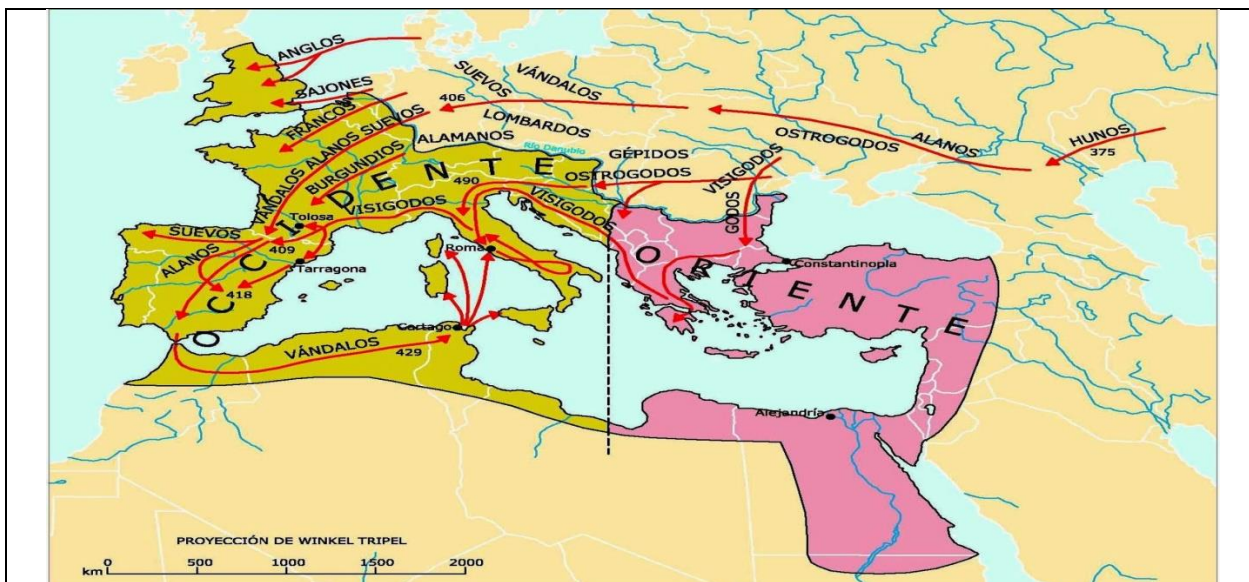 ANGLOS
SAJONES
FRANCOS
SUEVOS
VÁNDALOS
406
LOMBARDOS
ALAMANOS
ALANOS SUEVOS
VÁNDALOS
BURGUNDIOS
Río Danubio
GÉPIDOS
OSTROGODOS
OSTROGODOS
ALANOS
HUNOS
375
VISIGODOS
GODOS
490
VISIGODOS
VISIGODOS
Tolosa
SUEVOS
ALANOS
409
Tarragona
418
Roma
Constantinopla
OCCIDENTE
ORIENTE
Cartago
VÁNDALOS
429
Alejandría
PROYECCIÓN DE WINKEL TRIPEL
km 0 500 1000 1500 2000